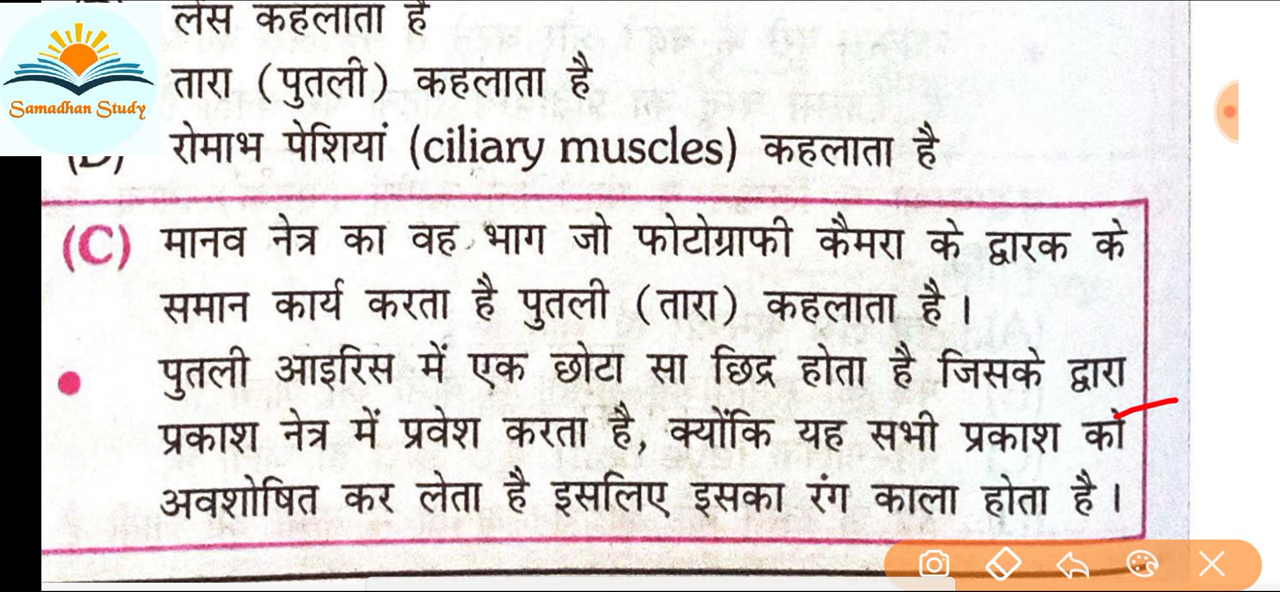 लेंस कहलाता है
तारा (पुतली) कहलाता है
Samadhan Study
(D) रोमाभ पेशियां (ciliary muscles) कहलाता है
(C) मानव नेत्र का वह भाग जो फोटोग्राफी कैमरा के द्वारक के
समान कार्य करता है पुतली (तारा) कहलाता है।
पुतली आइरिस में एक छोटा सा छिद्र होता है जिसके द्वारा
प्रकाश नेत्र में प्रवेश करता है, क्योंकि यह सभी प्रकाश को
अवशोषित कर लेता है इसलिए इसका रंग काला होता है।